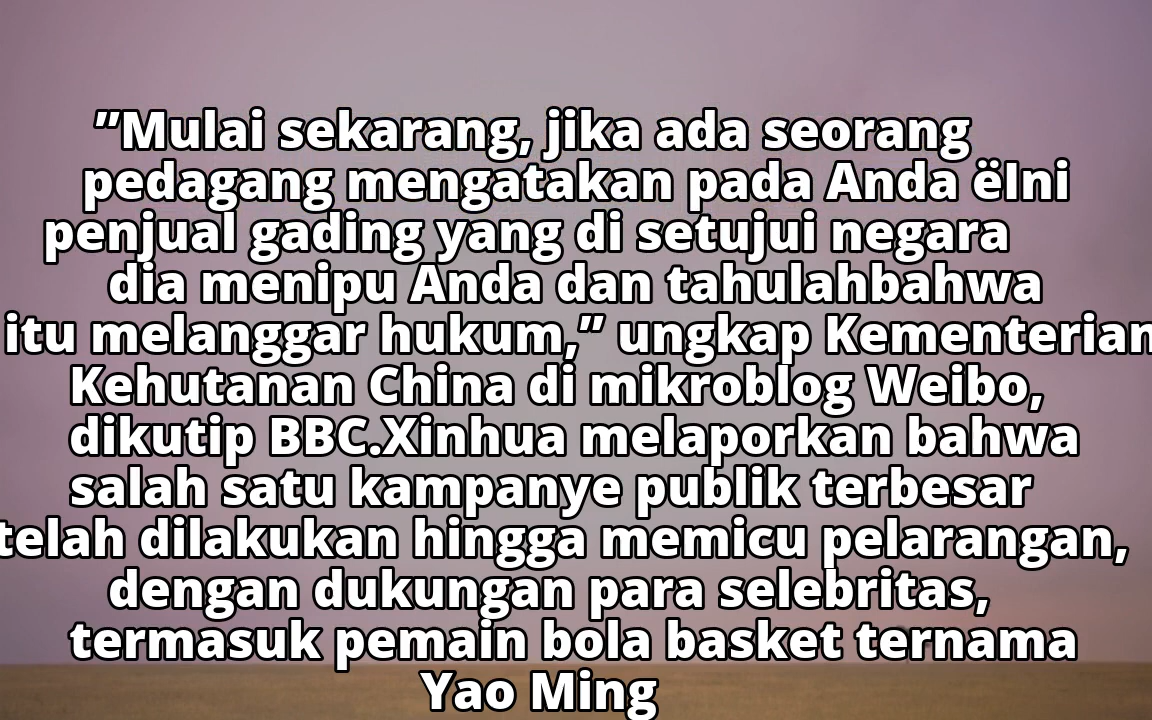 ”Mulai sekarang, jika ada seorang
pedagang mengatakan pada Anda ëIni
penjual gading yang di setujui negara
dia menipu Anda dan tahulahbahwa
itu melanggar hukum,” ungkap Kementerian
Kehutanan China di mikroblog Weibo,
dikutip BBC.Xinhua melaporkan bahwa
salah satu kampanye publik terbesar
telah dilakukan hingga memicu pelarangan,
dengan dukungan para selebritas,
termasuk pemain bola basket ternama
Yao Ming